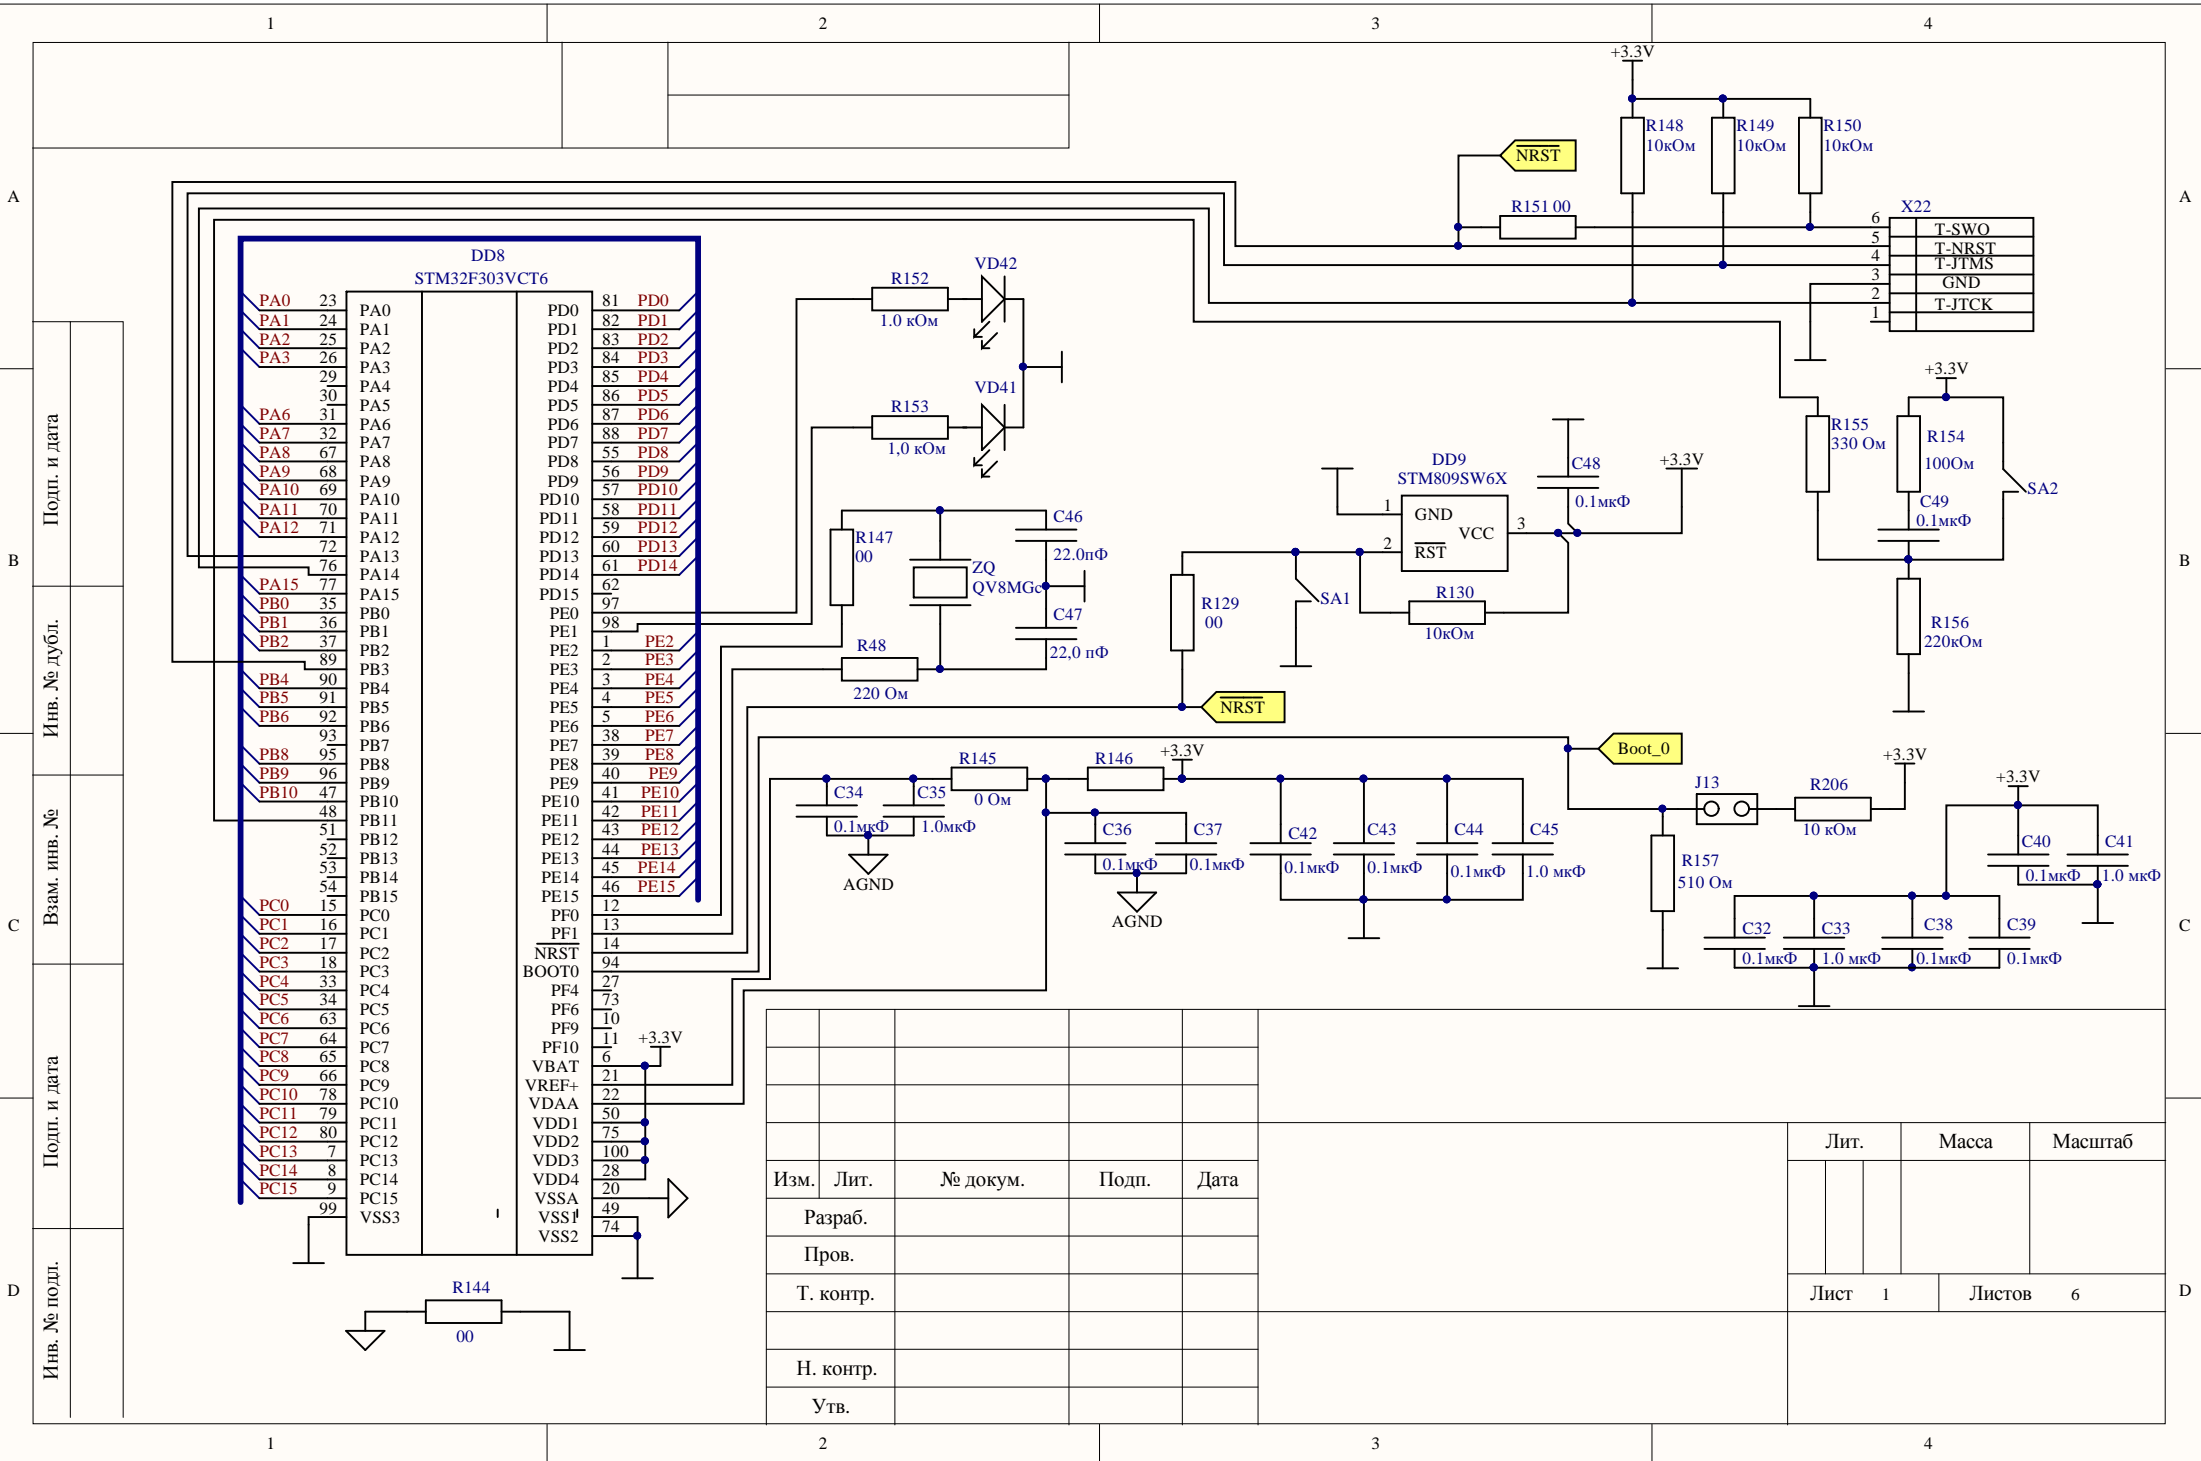 1 2 3 4
A
B
C
D
Подп. и дата
Инв. № дубл.
Взам. инв. №
Подп. и дата
Инв. № подл.
DD8
STM32F303VCT6
PA0 23 PA0
PA1 24 PA1
PA2 25 PA2
PA3 26 PA3
29 PA4
30 PA5
PA6 31 PA6
PA7 32 PA7
PA8 67 PA8
PA9 68 PA9
PA10 69 PA10
PA11 70 PA11
PA12 71 PA12
72 PA13
76 PA14
PA15 77 PA15
PB0 35 PB0
PB1 36 PB1
PB2 37 PB2
89 PB3
PB4 90 PB4
PB5 91 PB5
PB6 92 PB6
93 PB7
PB8 95 PB8
PB9 96 PB9
PB10 47 PB10
48 PB11
51 PB12
52 PB13
53 PB14
54 PB15
PC0 15 PC0
PC1 16 PC1
PC2 17 PC2
PC3 18 PC3
PC4 33 PC4
PC5 34 PC5
PC6 63 PC6
PC7 64 PC7
PC8 65 PC8
PC9 66 PC9
PC10 78 PC10
PC11 79 PC11
PC12 80 PC12
PC13 7 PC13
PC14 8 PC14
PC15 9 PC15
99 VSS3
PD0 81 PD0
PD1 82 PD1
PD2 83 PD2
PD3 84 PD3
PD4 85 PD4
PD5 86 PD5
PD6 87 PD6
PD7 88 PD7
PD8 55 PD8
PD9 56 PD9
PD10 57 PD10
PD11 58 PD11
PD12 59 PD12
PD13 60 PD13
PD14 61 PD14
PD15 62
PE0 97
PE1 98
PE2 1 PE2
PE3 2 PE3
PE4 3 PE4
PE5 4 PE5
PE6 5 PE6
PE7 38 PE7
PE8 39 PE8
PE9 40 PE9
PE10 41 PE10
PE11 42 PE11
PE12 43 PE12
PE13 44 PE13
PE14 45 PE14
PE15 46 PE15
PF0 12
PF1 13
NRST 14
BOOT0 94
PF4 27
PF6 73
PF9 10
PF10 11
VBAT 6
VREF+ 21
VDAA 22
VDD1 50
VDD2 75
VDD3 100
VDD4 28
VSSA 20
VSS1 49
VSS2 74
+3.3V
R144
00
R152
1.0 кОм
VD42
R153
1,0 кОм
VD41
R147
00
ZQ
QV8MGc
C46
22.0пФ
C47
22,0 пФ
R48
220 Ом
+3.3V
R148
10кОм
R149
10кОм
R150
10кОм
NRST
R151 00
X22
6 T-SWO
5 T-NRST
4 T-JTMS
3 GND
2 T-JTCK
1
DD9
STM809SW6X
1 GND
2 RST
VCC 3
C48
0.1мкФ
+3.3V
R129
00
SA1
R130
10кОм
NRST
R155
330 Ом
+3.3V
R154
100Ом
C49
0.1мкФ
SA2
R156
220кОм
Boot_0
J13
R206
10 кОм
+3.3V
R157
510 Ом
R145
0 Ом
R146
+3.3V
C34
0.1мкФ
C35
1.0мкФ
AGND
C36
0.1мкФ
C37
0.1мкФ
AGND
C42
0.1мкФ
C43
0.1мкФ
C44
0.1мкФ
C45
1.0 мкФ
+3.3V
C40
0.1мкФ
C41
1.0 мкФ
C32
0.1мкФ
C33
1.0 мкФ
C38
0.1мкФ
C39
0.1мкФ
Изм. Лит. № докум. Подп. Дата
Разраб.
Пров.
Т. контр.
Н. контр.
Утв.
Лит. Масса Масштаб
Лист 1 Листов 6
A
B
C
D
1 2 3 4